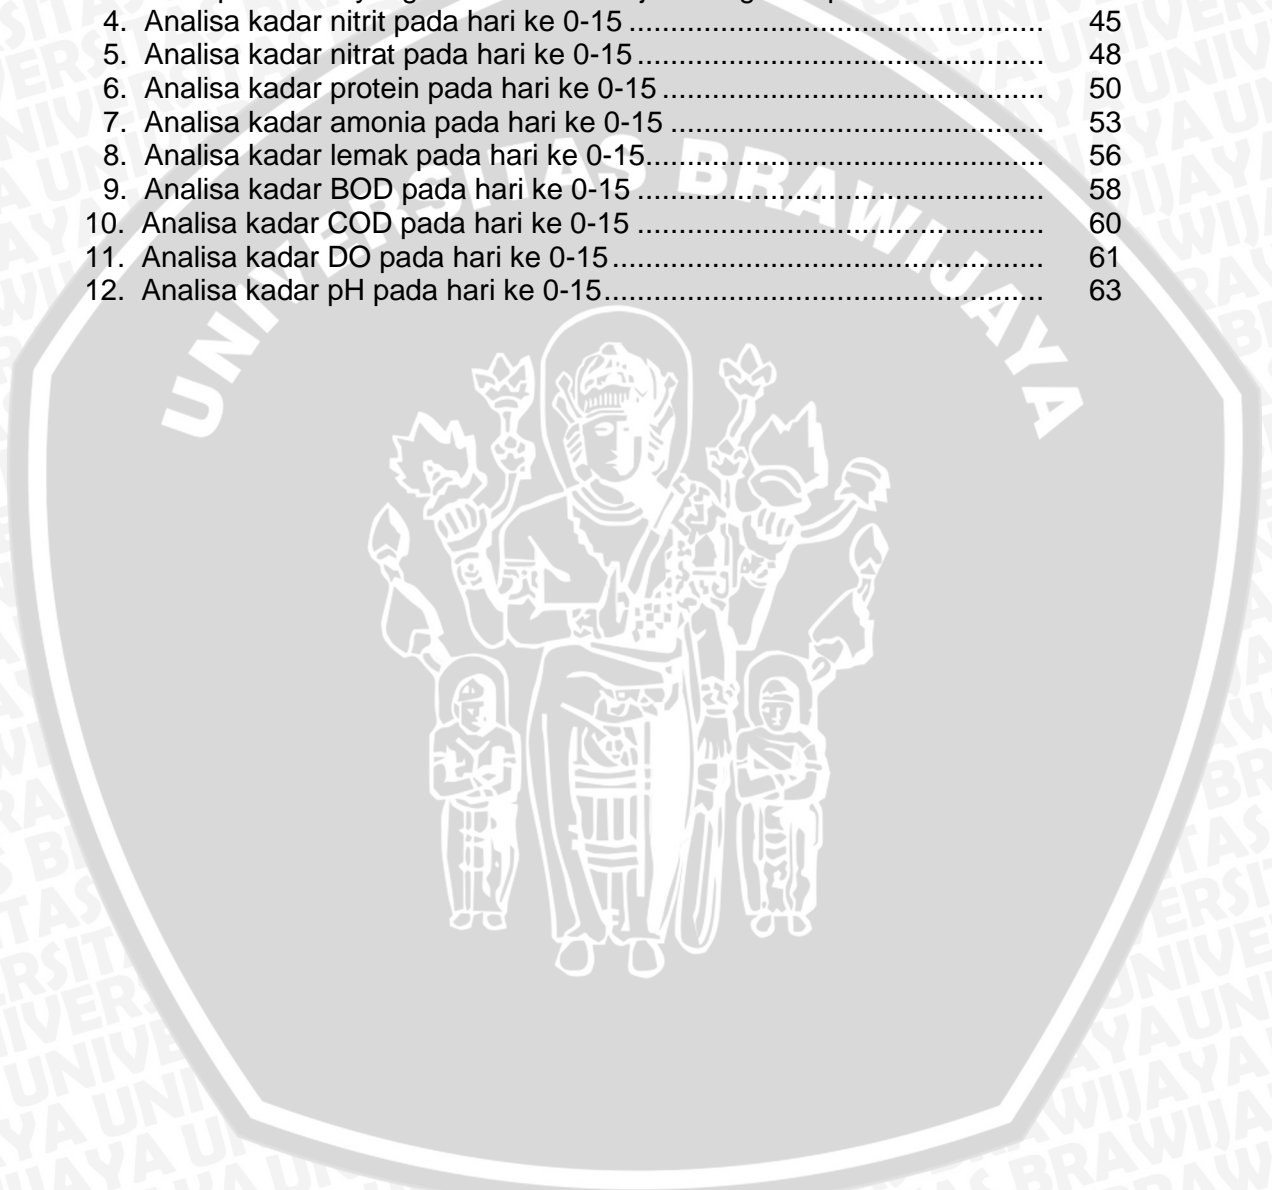 4. Analisa kadar nitrit pada hari ke 0-15 .................................................... 45
5. Analisa kadar nitrat pada hari ke 0-15 ................................................... 48
6. Analisa kadar protein pada hari ke 0-15 ................................................ 50
7. Analisa kadar amonia pada hari ke 0-15 ............................................... 53
8. Analisa kadar lemak pada hari ke 0-15.................................................. 56
9. Analisa kadar BOD pada hari ke 0-15 ................................................... 58
10. Analisa kadar COD pada hari ke 0-15 ................................................... 60
11. Analisa kadar DO pada hari ke 0-15...................................................... 61
12. Analisa kadar pH pada hari ke 0-15....................................................... 63
UNIVERSITAS BRAWIJAYA